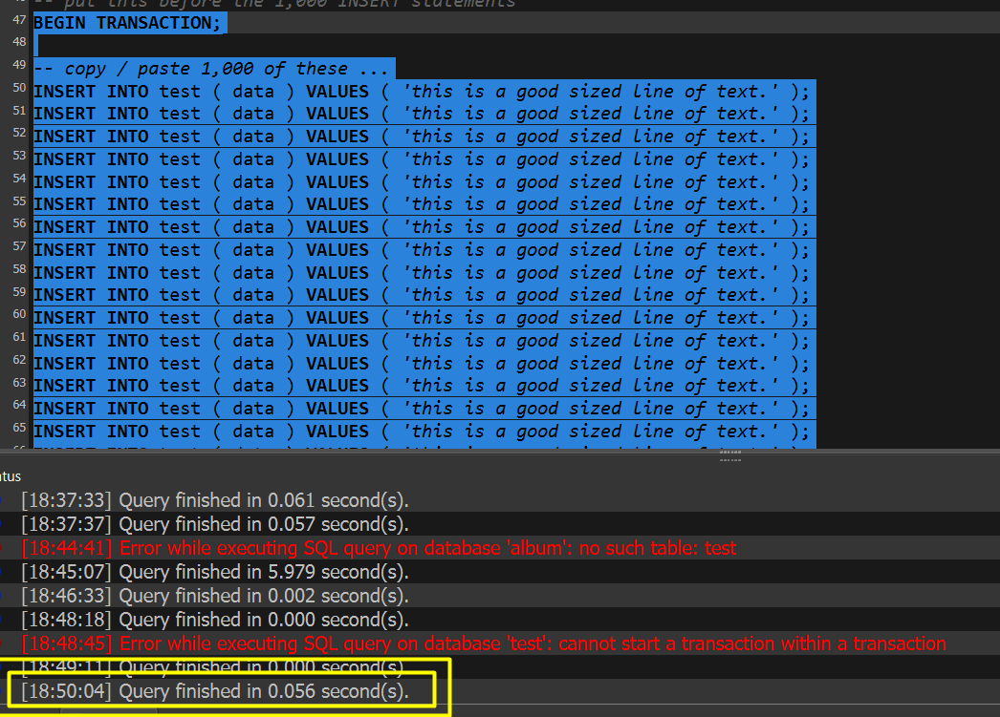 46 -- put this before the 1,000 INSERT statements
47 BEGIN TRANSACTION;
48
49 -- copy / paste 1,000 of these ...
50 INSERT INTO test ( data ) VALUES ( 'this is a good sized line of text.' );
51 INSERT INTO test ( data ) VALUES ( 'this is a good sized line of text.' );
52 INSERT INTO test ( data ) VALUES ( 'this is a good sized line of text.' );
53 INSERT INTO test ( data ) VALUES ( 'this is a good sized line of text.' );
54 INSERT INTO test ( data ) VALUES ( 'this is a good sized line of text.' );
55 INSERT INTO test ( data ) VALUES ( 'this is a good sized line of text.' );
56 INSERT INTO test ( data ) VALUES ( 'this is a good sized line of text.' );
57 INSERT INTO test ( data ) VALUES ( 'this is a good sized line of text.' );
58 INSERT INTO test ( data ) VALUES ( 'this is a good sized line of text.' );
59 INSERT INTO test ( data ) VALUES ( 'this is a good sized line of text.' );
60 INSERT INTO test ( data ) VALUES ( 'this is a good sized line of text.' );
61 INSERT INTO test ( data ) VALUES ( 'this is a good sized line of text.' );
62 INSERT INTO test ( data ) VALUES ( 'this is a good sized line of text.' );
63 INSERT INTO test ( data ) VALUES ( 'this is a good sized line of text.' );
64 INSERT INTO test ( data ) VALUES ( 'this is a good sized line of text.' );
65 INSERT INTO test ( data ) VALUES ( 'this is a good sized line of text.' );
atus
[18:37:33] Query finished in 0.061 second(s).
[18:37:37] Query finished in 0.057 second(s).
[18:44:41] Error while executing SQL query on database 'album': no such table: test
[18:45:07] Query finished in 5.979 second(s).
[18:46:33] Query finished in 0.002 second(s).
[18:48:18] Query finished in 0.000 second(s).
[18:48:45] Error while executing SQL query on database 'test': cannot start a transaction within a transaction
[18:49:11] Query finished in 0.000 second(s).
[18:50:04] Query finished in 0.056 second(s).